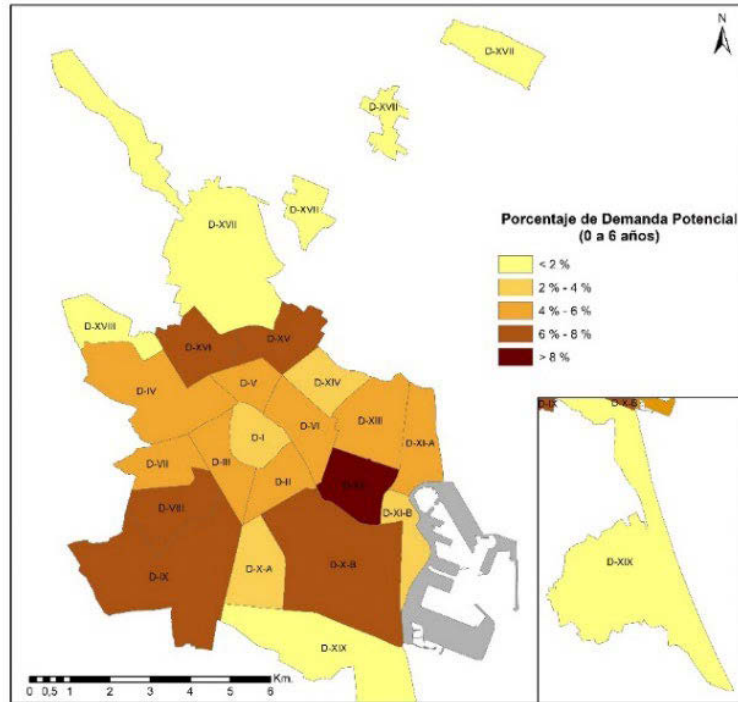 N
D-XVII
D-XVII
D-XVII
D-XVII
Porcentaje de Demanda Potencial
(0 a 6 años)
< 2 %
2 % - 4 %
4 % - 6 %
6 % - 8 %
> 8 %
D-XVIII
D-XVI
D-XV
D-IV
D-V
D-XIV
D-I
D-VI
D-XIII
D-XI-A
D-VII
D-III
D-II
D-VIII
D-XI-B
D-IX
D-X-A
D-X-B
D-XIX
D-IX
D-X-B
D-XIX
Km.
0 0,5 1 2 3 4 5 6